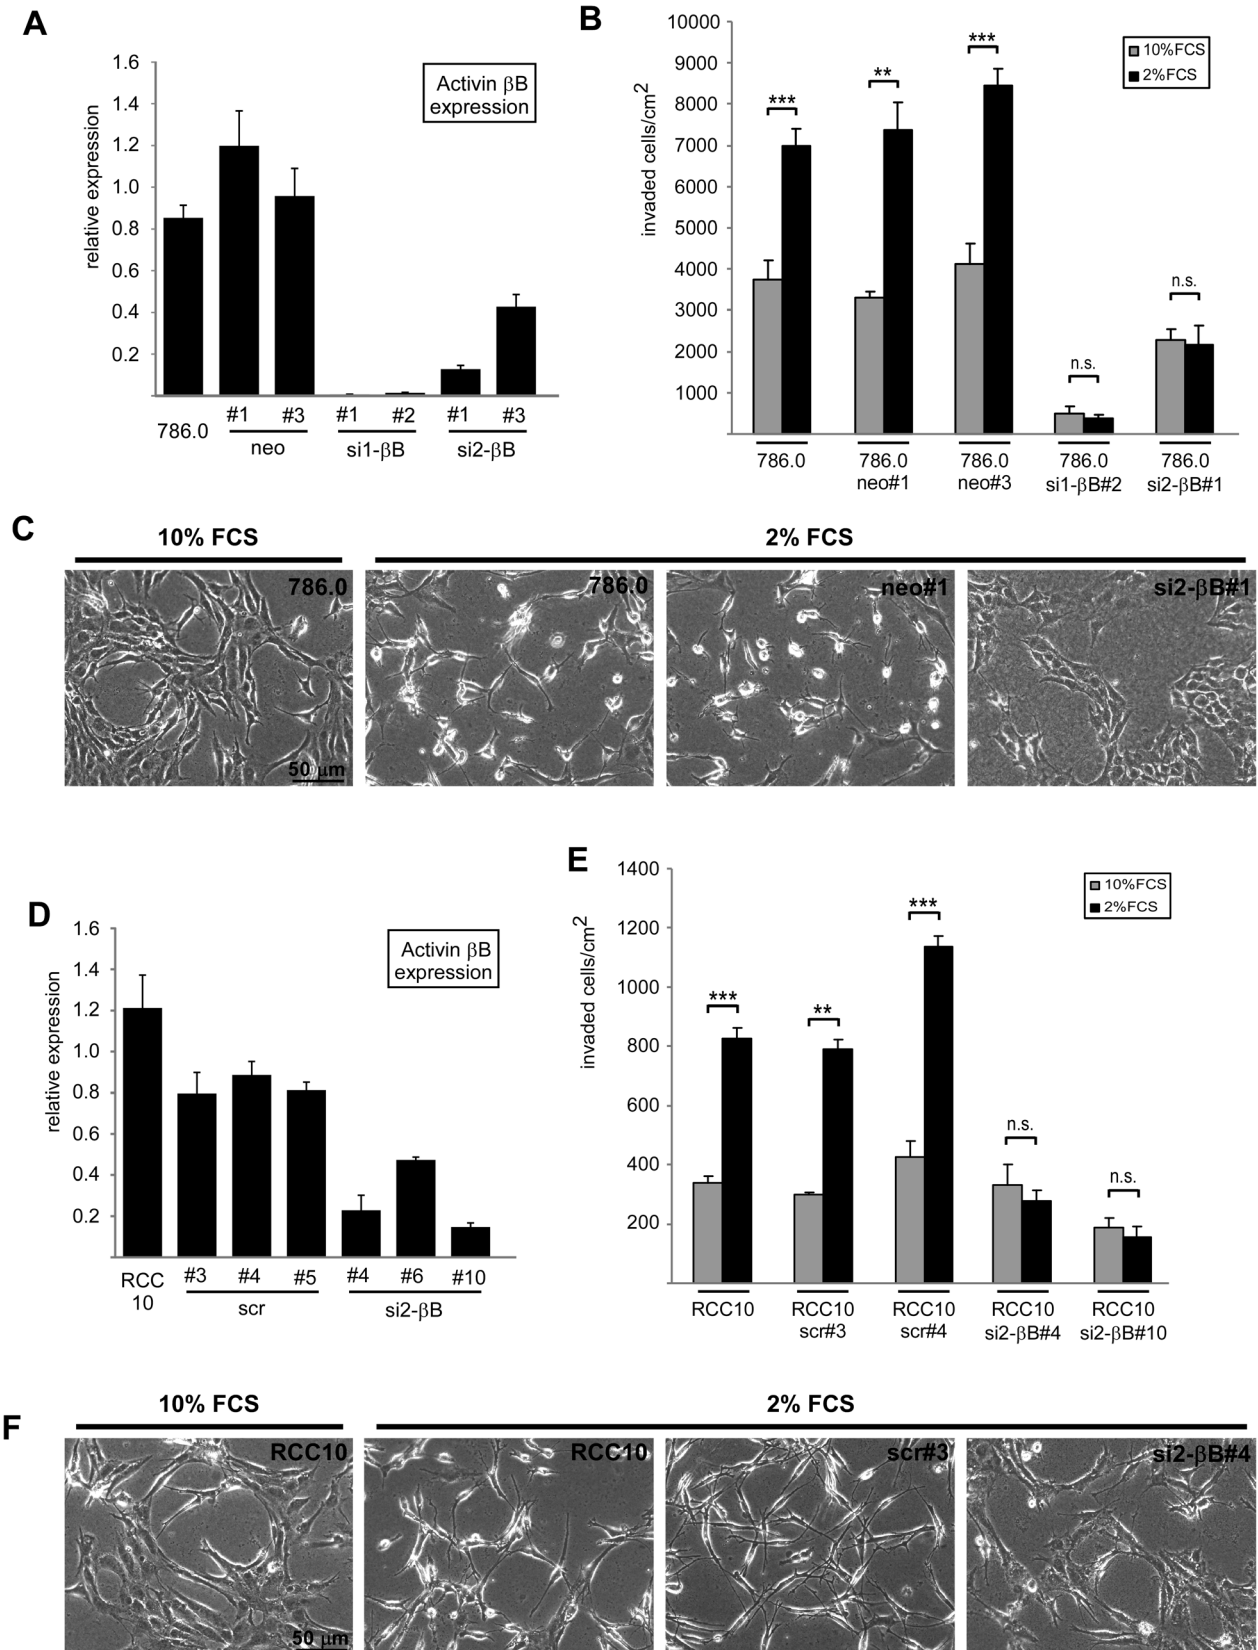 A
1.6
1.4
1.2
1.0
0.8
0.6
0.4
0.2
relative expression
Activin βB
expression
786.0
#1 #3 #1 #2 #1 #3
neo si1-βB si2-βB
B
10000
9000
8000
7000
6000
5000
4000
3000
2000
1000
invaded cells/cm2
10%FCS
2%FCS
*** ** *** n.s. n.s.
786.0 786.0 786.0 786.0 786.0
neo#1 neo#3 si1-βB#2 si2-βB#1
C
10% FCS 2% FCS
786.0 786.0 neo#1 si2-βB#1
50 µm
D
1.6
1.4
1.2
1.0
0.8
0.6
0.4
0.2
relative expression
Activin βB
expression
RCC
10
#3 #4 #5 #4 #6 #10
scr si2-βB
E
1400
1200
1000
800
600
400
200
invaded cells/cm2
10%FCS
2%FCS
*** ** *** n.s. n.s.
RCC10 RCC10 RCC10 RCC10 RCC10
scr#3 scr#4 si2-βB#4 si2-βB#10
F
10% FCS 2% FCS
RCC10 RCC10 scr#3 si2-βB#4
50 µm